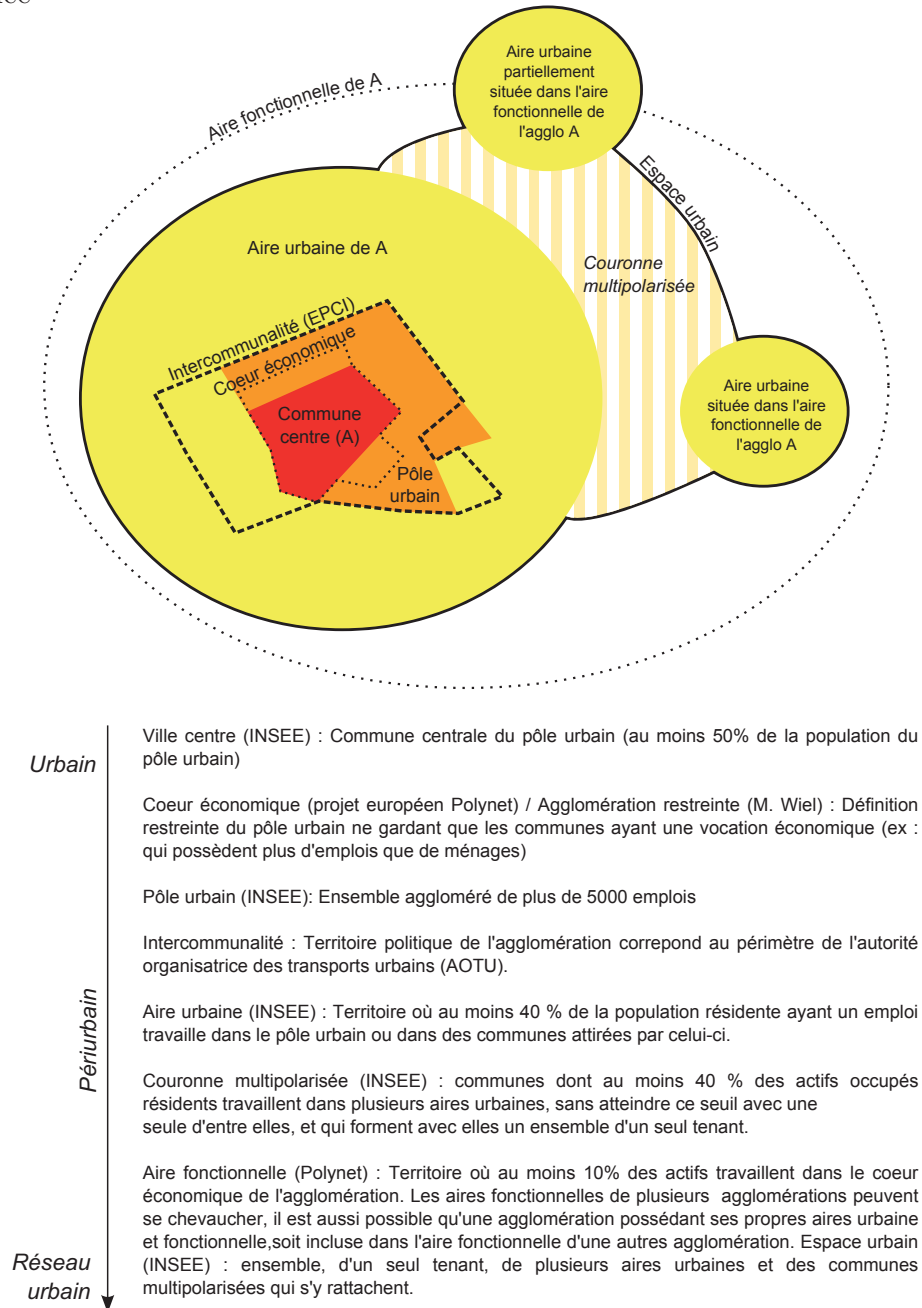 Aire urbaine
partiellement
située dans l'aire
fonctionnelle de
l'agglo A
Aire fonctionnelle de A
Espace urbain
Aire urbaine de A
Couronne
multipolarisée
Intercommunalité (EPCI)
Coeur économique
Commune
centre (A)
Pôle
urbain
Aire urbaine
située dans l'aire
fonctionnelle de
l'agglo A
Urbain
Ville centre (INSEE) : Commune centrale du pôle urbain (au moins 50% de la population du
pôle urbain)
Coeur économique (projet européen Polynet) / Agglomération restreinte (M. Wiel) : Définition
restreinte du pôle urbain ne gardant que les communes ayant une vocation économique (ex :
qui possèdent plus d'emplois que de ménages)
Pôle urbain (INSEE): Ensemble aggloméré de plus de 5000 emplois
Intercommunalité : Territoire politique de l'agglomération correpond au périmètre de l'autorité
organisatrice des transports urbains (AOTU).
Périurbain
Aire urbaine (INSEE) : Territoire où au moins 40 % de la population résidente ayant un emploi
travaille dans le pôle urbain ou dans des communes attirées par celui-ci.
Couronne multipolarisée (INSEE) : communes dont au moins 40 % des actifs occupés
résidents travaillent dans plusieurs aires urbaines, sans atteindre ce seuil avec une
seule d'entre elles, et qui forment avec elles un ensemble d'un seul tenant.
Aire fonctionnelle (Polynet) : Territoire où au moins 10% des actifs travaillent dans le coeur
économique de l'agglomération. Les aires fonctionnelles de plusieurs agglomérations peuvent
se chevaucher, il est aussi possible qu'une agglomération possédant ses propres aires urbaine
et fonctionnelle,soit incluse dans l'aire fonctionnelle d'une autres agglomération. Espace urbain
(INSEE) : ensemble, d'un seul tenant, de plusieurs aires urbaines et des communes
multipolarisées qui s'y rattachent.
Réseau
urbain